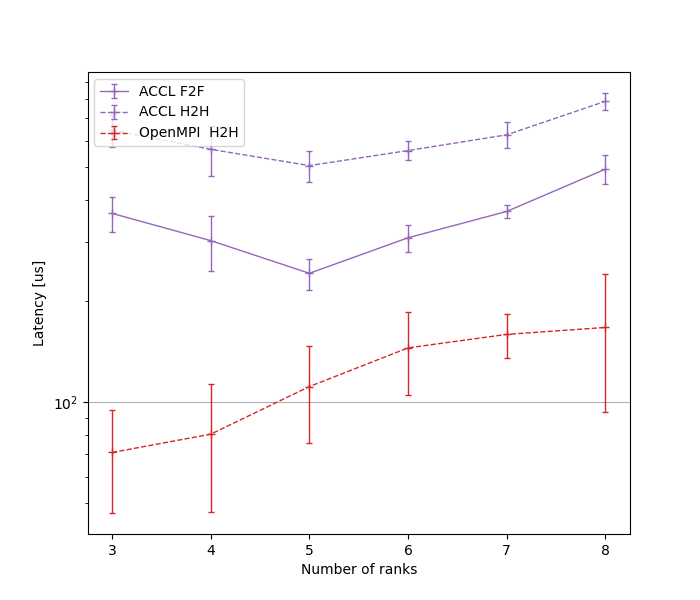 ACCL F2F
ACCL H2H
OpenMPI  H2H
Latency [us]
10²
3 4 5 6 7 8
Number of ranks